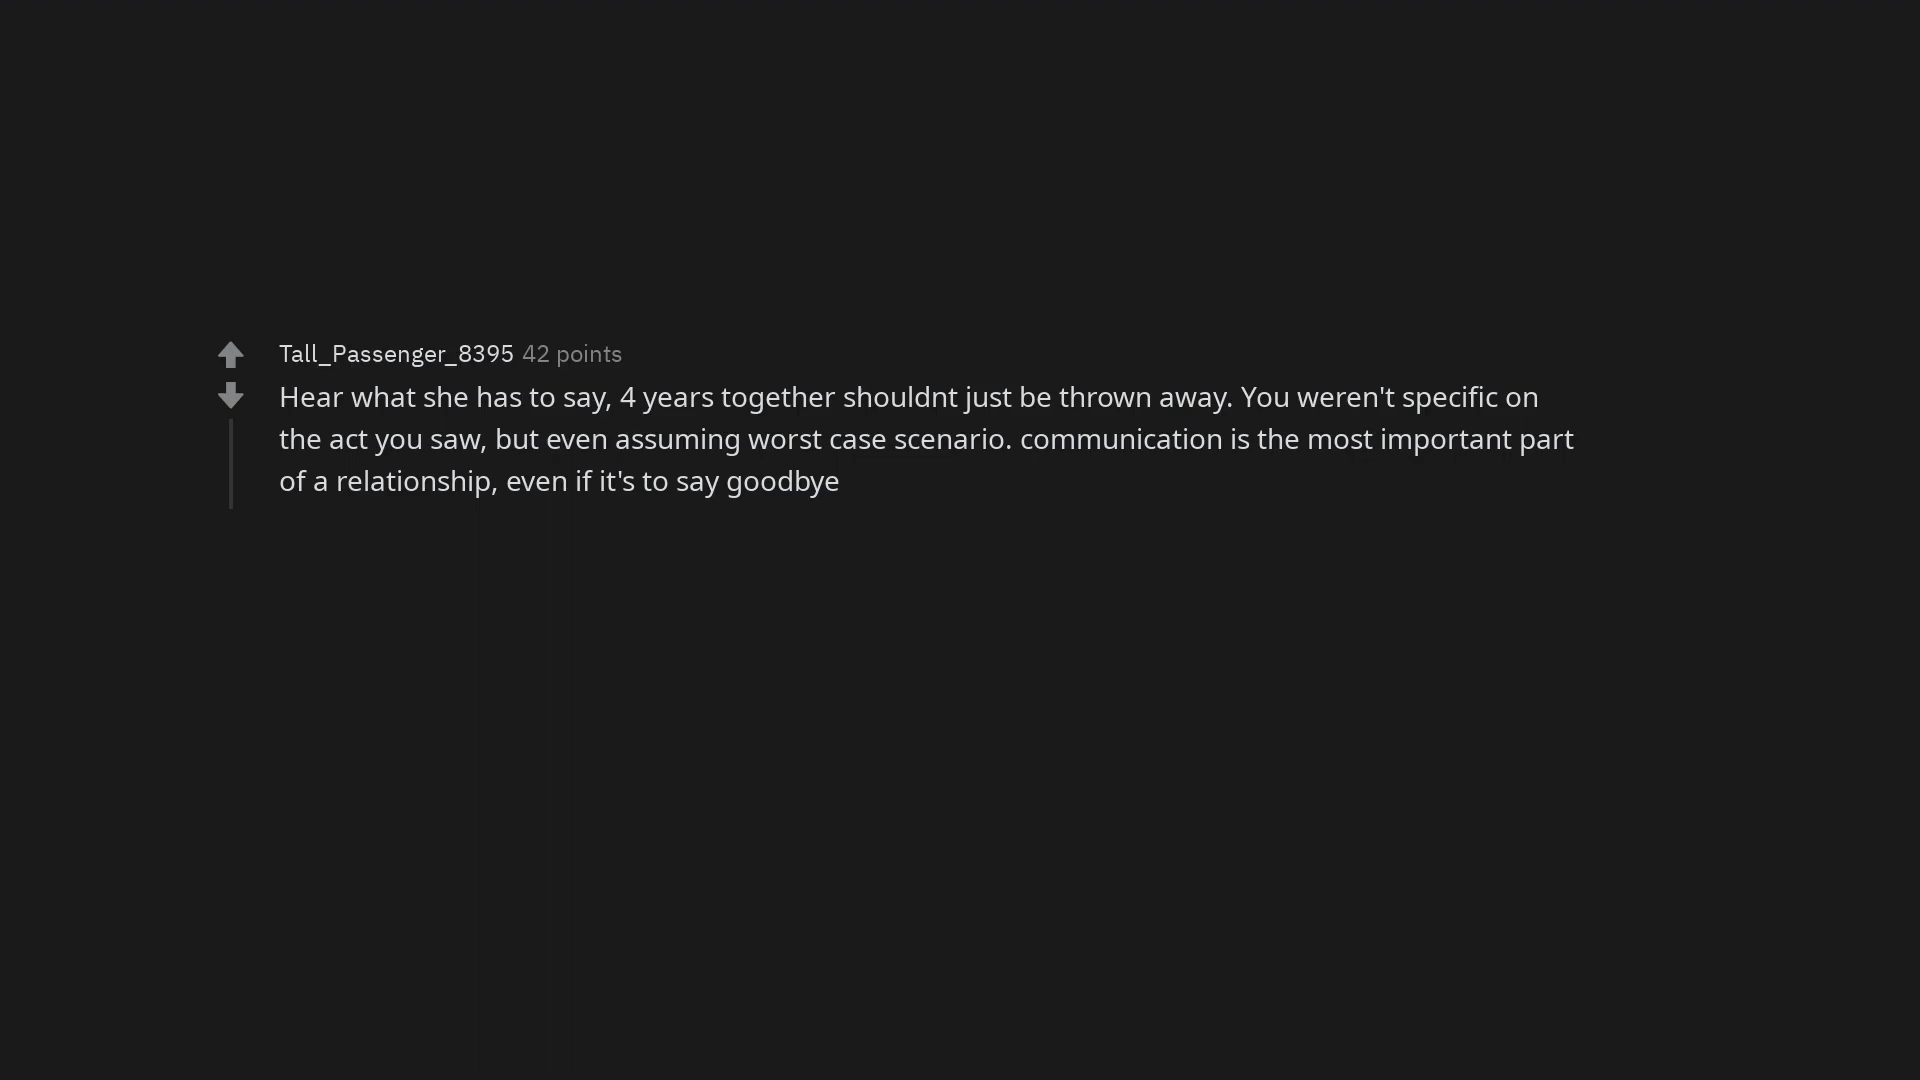 Tall_Passenger_8395 42 points
Hear what she has to say, 4 years together shouldnt just be thrown away. You weren't specific on
the act you saw, but even assuming worst case scenario. communication is the most important part
of a relationship, even if it's to say goodbye